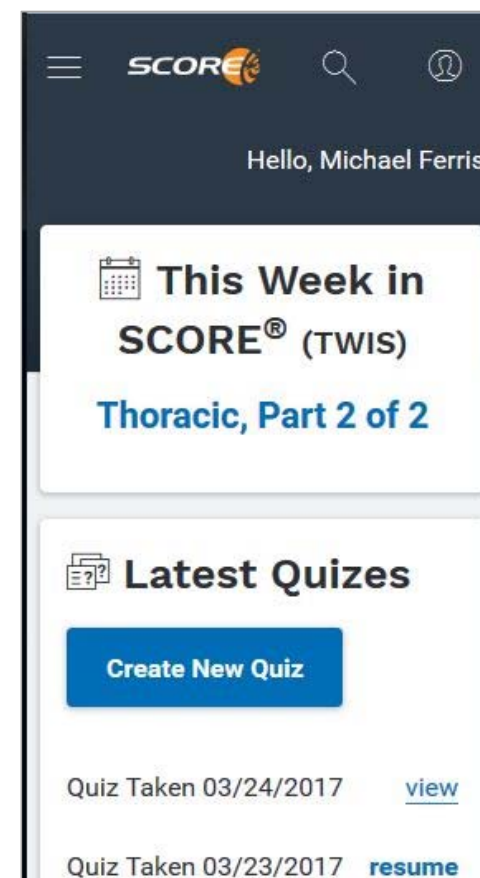 SCORE
Hello, Michael Ferris
This Week in
SCORE® (TWIS)
Thoracic, Part 2 of 2
Latest Quizes
Create New Quiz
Quiz Taken 03/24/2017 view
Quiz Taken 03/23/2017 resume